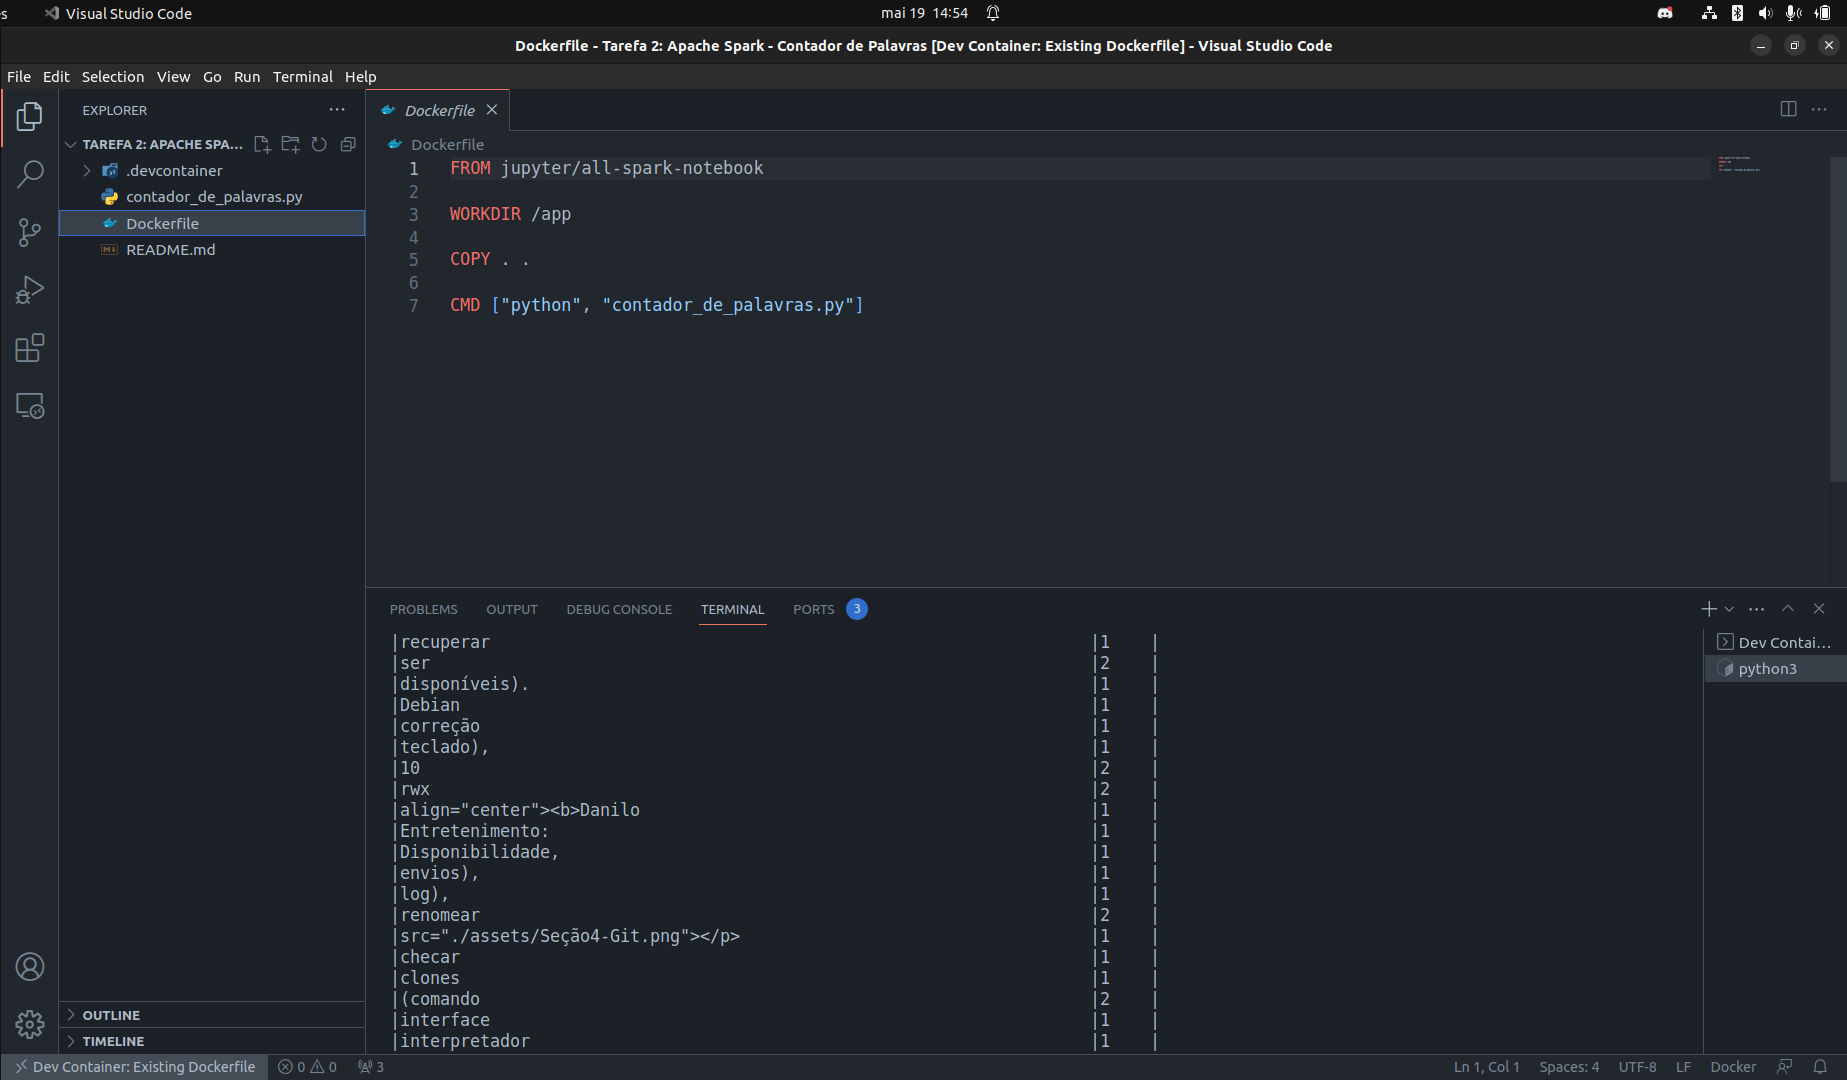 s
Visual Studio Code
mai 19 14:54
Dockerfile - Tarefa 2: Apache Spark - Contador de Palavras [Dev Container: Existing Dockerfile] - Visual Studio Code
File Edit Selection View Go Run Terminal Help
EXPLORER
TAREFA 2: APACHE SPA...
.devcontainer
contador_de_palavras.py
Dockerfile
README.md
OUTLINE
TIMELINE
Dockerfile
Dockerfile
1 FROM jupyter/all-spark-notebook
2
3 WORKDIR /app
4
5 COPY . .
6
7 CMD ["python", "contador_de_palavras.py"]
PROBLEMS OUTPUT DEBUG CONSOLE TERMINAL PORTS 3
|recuperar |1 |
|ser |2 |
|disponíveis). |1 |
|Debian |1 |
|correção |1 |
|teclado), |1 |
|10 |2 |
|rwx |2 |
|align="center"><b>Danilo |1 |
|Entretenimento: |1 |
|Disponibilidade, |1 |
|envios), |1 |
|log), |1 |
|renomear |2 |
|src="./assets/Seção4-Git.png"></p> |1 |
|checar |1 |
|clones |1 |
|(comando |2 |
|interface |1 |
|interpretador |1 |
Dev Contai...
python3
Dev Container: Existing Dockerfile 0 0 3
Ln 1, Col 1 Spaces: 4 UTF-8 LF Docker